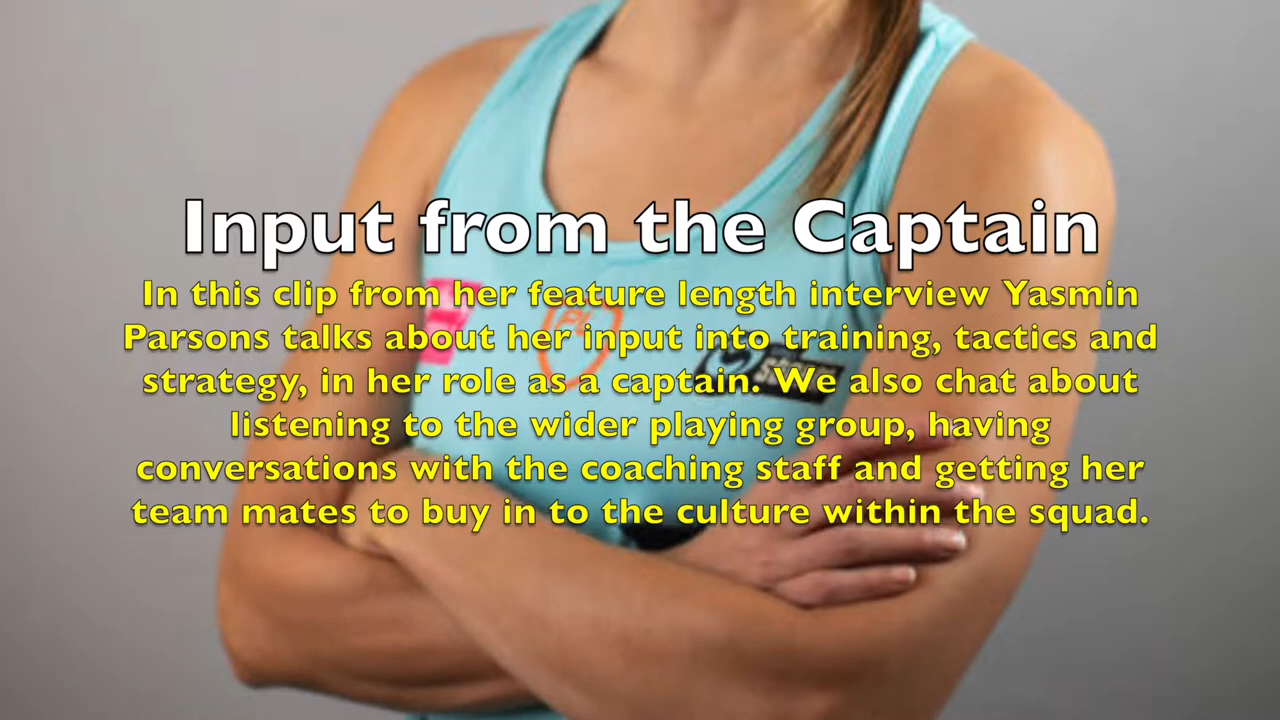 Input from the Captain
In this clip from her feature length interview Yasmin
Parsons talks about her input into training, tactics and
strategy, in her role as a captain. We also chat about
listening to the wider playing group, having
conversations with the coaching staff and getting her
team mates to buy in to the culture within the squad.